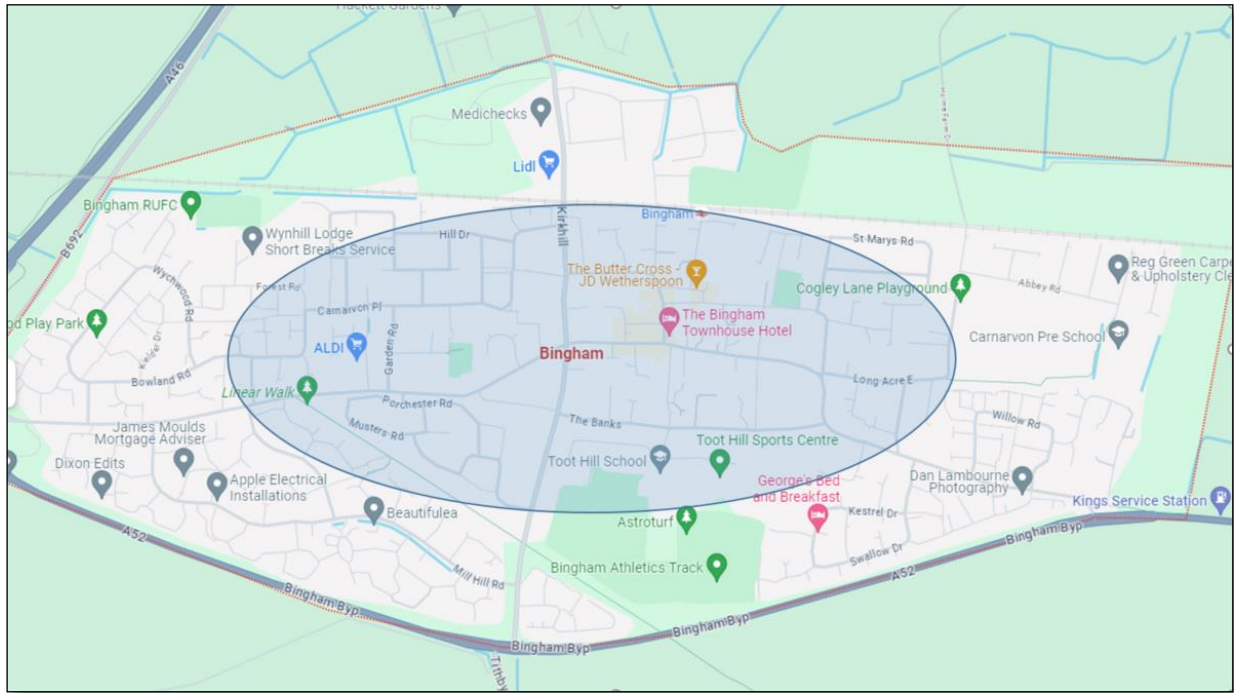 Hackett Gardens
A46
Medichecks
Lidl
Holme Farm Dr
Bingham RUFC
B692
Wynhill Lodge
Short Breaks Service
Hill Dr
Kirkhill
Bingham
St Marys Rd
The Butter Cross -
JD Wetherspoon
Cogley Lane Playground
Abbey Rd
Reg Green Carpe
& Upholstery Cle
Wychwood Rd
Forest Rd
Carnarvon Pl
The Bingham
Townhouse Hotel
od Play Park
Kielder Dr
ALDI
Garden Rd
Bingham
Carnarvon Pre School
Bowland Rd
Linear Walk
Long Acre E
Porchester Rd
Musters Rd
The Banks
Willow Rd
James Moulds
Mortgage Adviser
Toot Hill Sports Centre
Toot Hill School
Dixon Edits
Apple Electrical
Installations
George's Bed
and Breakfast
Dan Lambourne
Photography
Kings Service Station
Beautifulea
Astroturf
Kestrel Dr
A52
Bingham Byp
Swallow Dr
Mill Hill Rd
Bingham Athletics Track
A52
Bingham Byp
Bingham Byp
Bingham Byp
Tithby